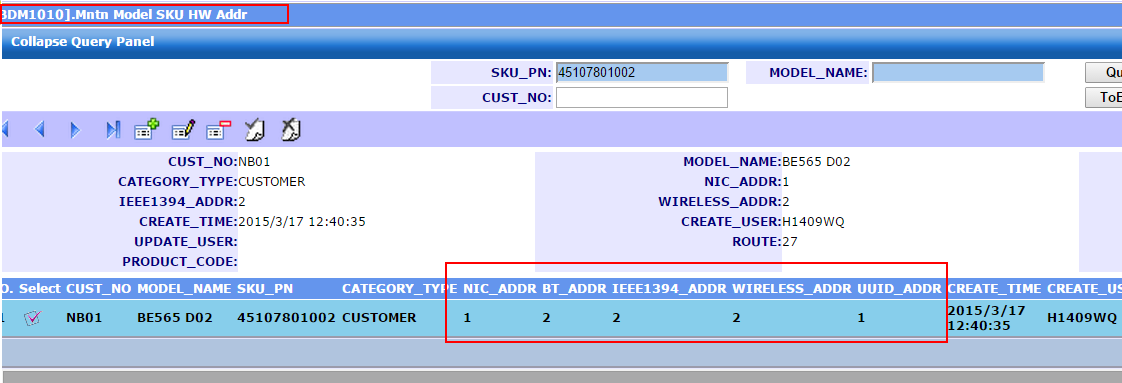 BDM1010].Mntn Model SKU HW Addr
Collapse Query Panel
SKU_PN: 45107801002 MODEL_NAME: Qu
CUST_NO: ToE
CUST_NO:NB01 MODEL_NAME:BE565 D02
CATEGORY_TYPE:CUSTOMER NIC_ADDR:1
IEEE1394_ADDR:2 WIRELESS_ADDR:2
CREATE_TIME:2015/3/17 12:40:35 CREATE_USER:H1409WQ
UPDATE_USER: ROUTE:27
PRODUCT_CODE:
O. Select CUST_NO MODEL_NAME SKU_PN CATEGORY_TYPE NIC_ADDR BT_ADDR IEEE1394_ADDR WIRELESS_ADDR UUID_ADDR CREATE_TIME CREATE_US
1 NB01 BE565 D02 45107801002 CUSTOMER 1 2 2 2 1 2015/3/17 12:40:35 H1409WQ